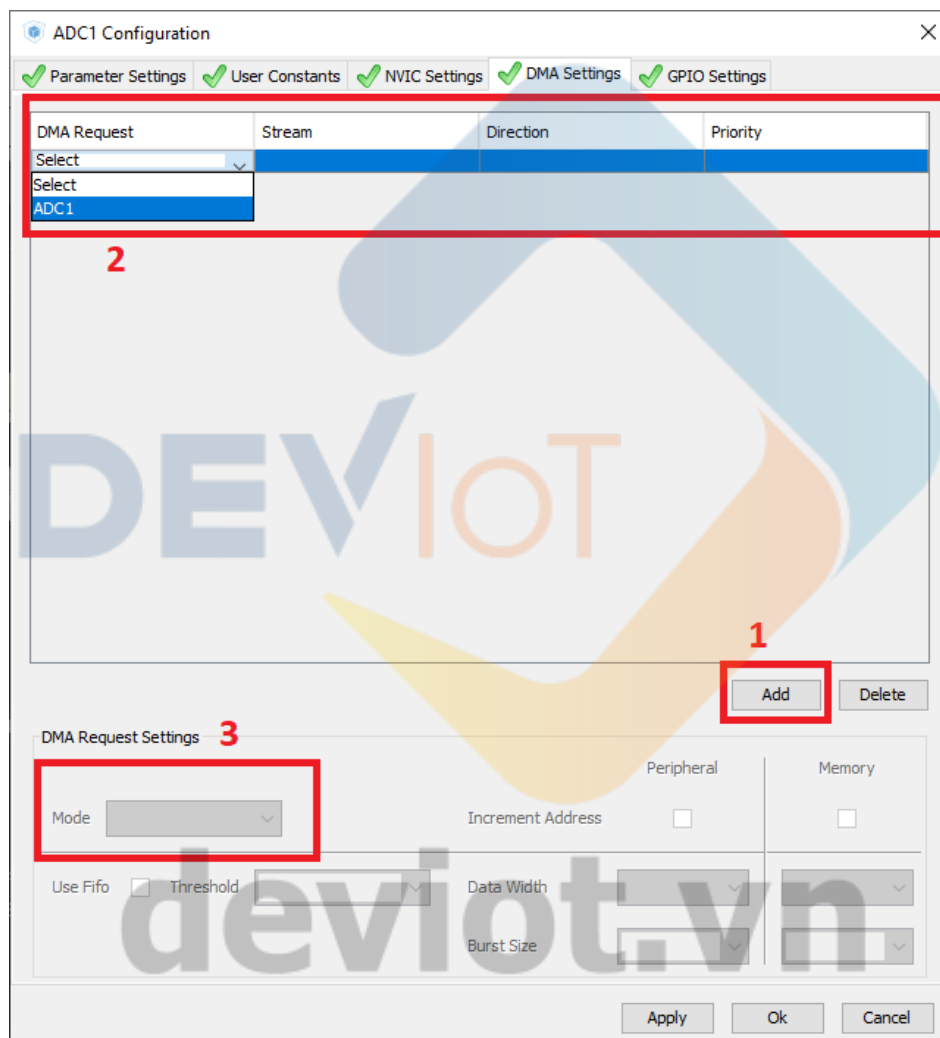 ADC1 Configuration
Parameter Settings User Constants NVIC Settings DMA Settings GPIO Settings
DMA Request Stream Direction Priority
Select
Select
ADC1
2
DEVIoT
1
Add Delete
DMA Request Settings 3
Peripheral Memory
Mode Increment Address
Use Fifo Threshold Data Width
deviot.vn
Burst Size
Apply Ok Cancel